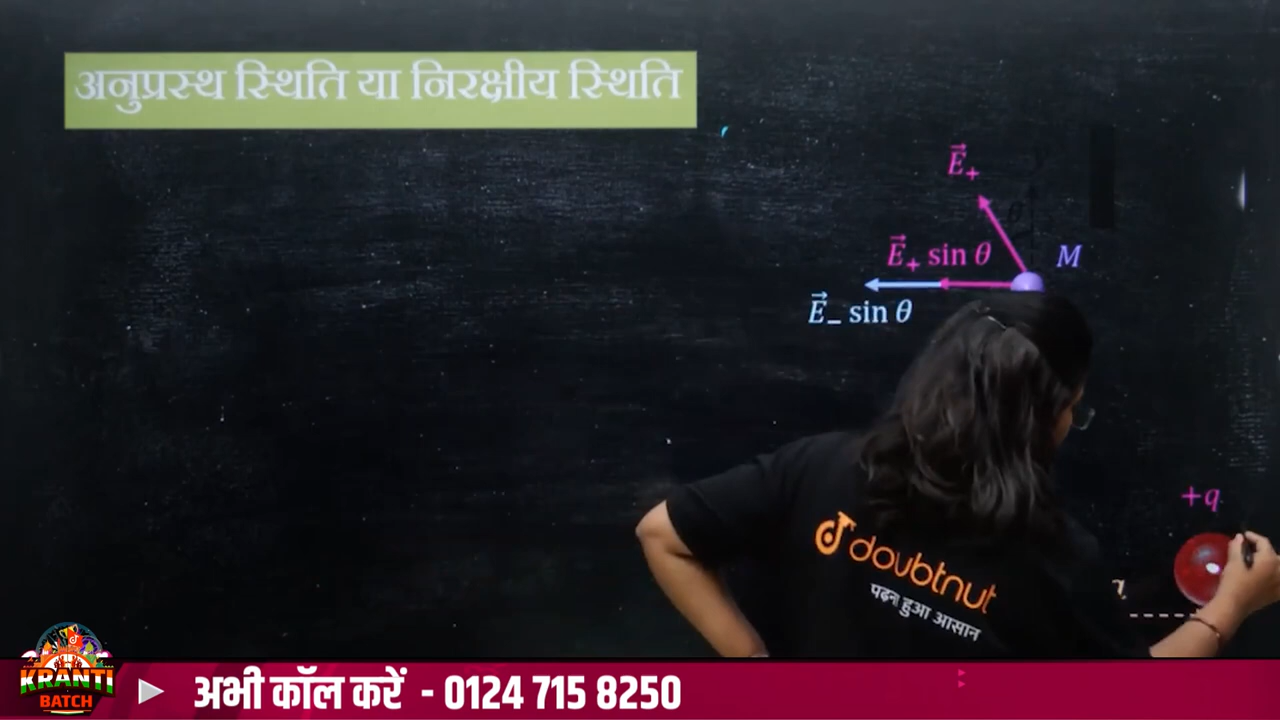 अनुप्रस्थ स्थिति या निरक्षीय स्थिति
E⃗₊
θ
E⃗₊ sin θ
M
E⃗₋ sin θ
+q
doubtnut
पढ़ना हुआ आसान
KRANTI
BATCH
अभी कॉल करें - 0124 715 8250